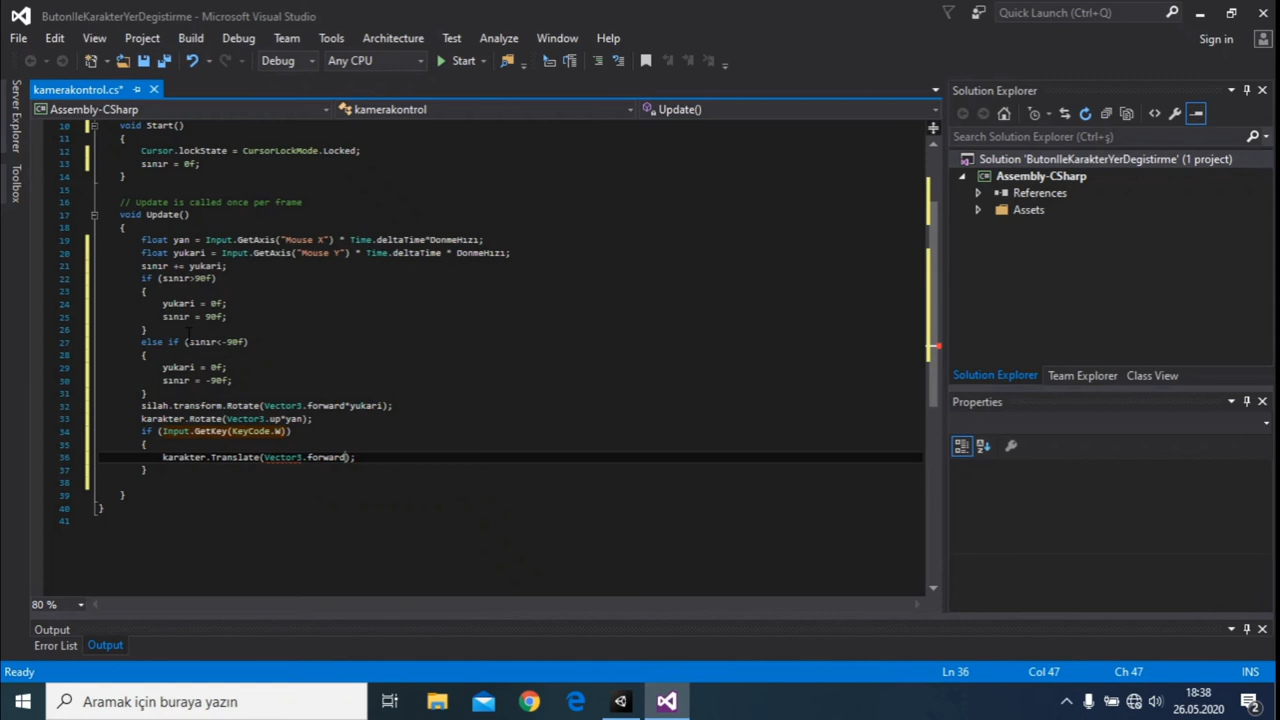 ButonIleKarakterYerDegistirme - Microsoft Visual Studio
Quick Launch (Ctrl+Q)
File Edit View Project Build Debug Team Tools Architecture Test Analyze Window Help
Sign in
Debug Any CPU Start
kamerakontrol.cs*
Assembly-CSharp kamerakontrol Update()
Server Explorer
Toolbox
10 void Start()
11 {
12 Cursor.lockState = CursorLockMode.Locked;
13 sınır = 0f;
14 }
15
16 // Update is called once per frame
17 void Update()
18 {
19 float yan = Input.GetAxis("Mouse X") * Time.deltaTime*DonmeHızı;
20 float yukari = Input.GetAxis("Mouse Y") * Time.deltaTime * DonmeHızı;
21 sınır += yukari;
22 if (sınır>90f)
23 {
24 yukari = 0f;
25 sınır = 90f;
26 }
27 else if (sınır<-90f)
28 {
29 yukari = 0f;
30 sınır = -90f;
31 }
32 silah.transform.Rotate(Vector3.forward*yukari);
33 karakter.Rotate(Vector3.up*yan);
34 if (Input.GetKey(KeyCode.W))
35 {
36 karakter.Translate(Vector3.forward);
37 }
38
39 }
40 }
41
80 %
Solution Explorer
Search Solution Explorer (Ctrl+ş)
Solution 'ButonIleKarakterYerDegistirme' (1 project)
Assembly-CSharp
References
Assets
Solution Explorer Team Explorer Class View
Properties
Output
Error List Output
Ready Ln 36 Col 47 Ch 47 INS
Aramak için buraya yazın
18:38
26.05.2020
2